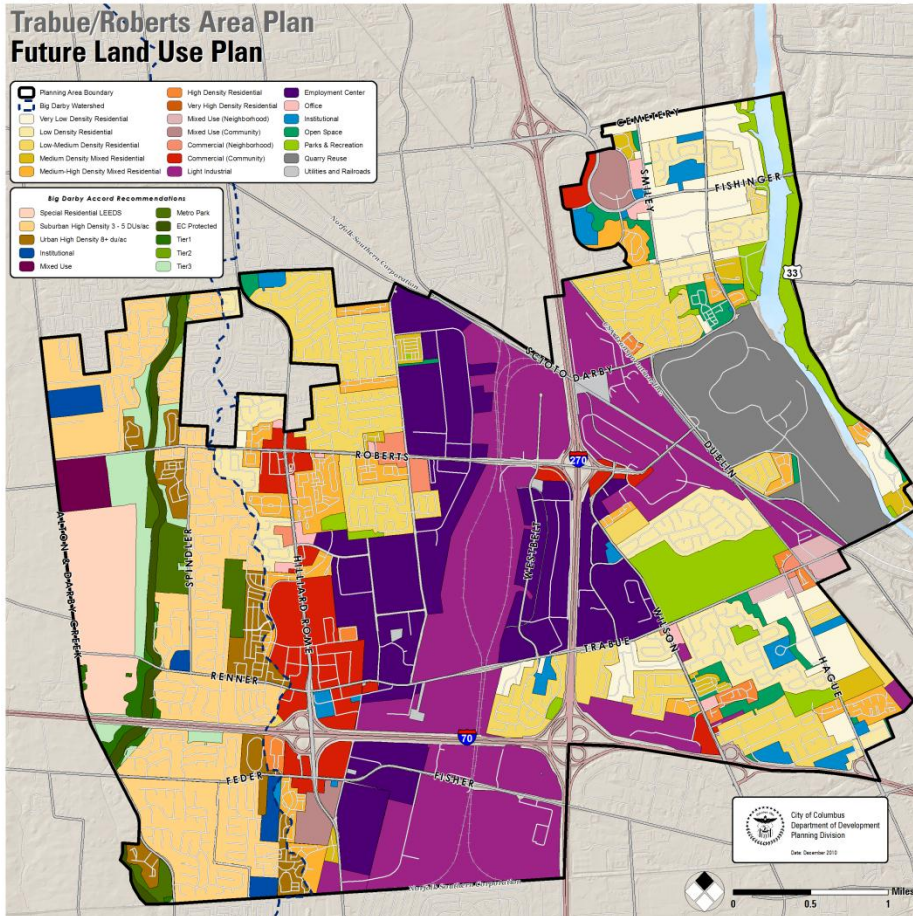 Trabue/Roberts Area Plan
Future Land Use Plan
Planning Area Boundary
Big Darby Watershed
Very Low Density Residential
Low Density Residential
Low-Medium Density Residential
Medium Density Mixed Residential
Medium-High Density Mixed Residential
High Density Residential
Very High Density Residential
Mixed Use (Neighborhood)
Mixed Use (Community)
Commercial (Neighborhood)
Commercial (Community)
Light Industrial
Employment Center
Office
Institutional
Open Space
Parks & Recreation
Quarry Reuse
Utilities and Railroads
Big Darby Accord Recommendations
Special Residential LEEDS
Suburban High Density 3 - 5 DUs/ac
Urban High Density 8+ du/ac
Institutional
Mixed Use
Metro Park
EC Protected
Tier1
Tier2
Tier3
CEMETERY
SMILEY
FISHINGER
33
Norfolk-Southern Corporation
SCIOTO DARBY
DUBLIN
ROBERTS
270
ALTON & DARBY CREEK
SPINDLER
HILLIARD ROME
WESTBELT
WILSON
TRABUE
HAGUE
RENNER
70
FEDER
FISHER
Norfolk Southern Corporation
City of Columbus
Department of Development
Planning Division
Date: December 2010
0 0.5 1 Miles